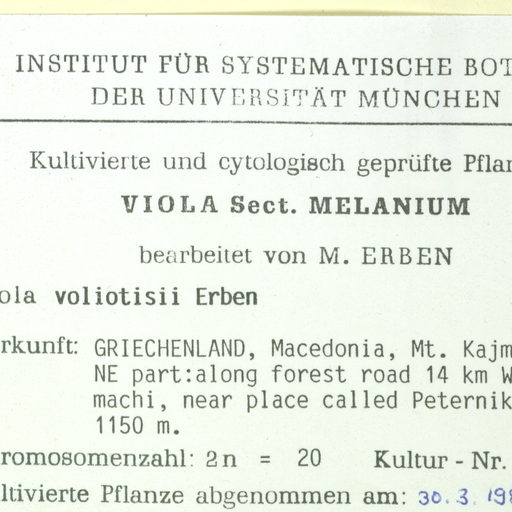 INSTITUT FÜR SYSTEMATISCHE BOT
DER UNIVERSITÄT MÜNCHEN
Kultivierte und cytologisch geprüfte Pflan
VIOLA Sect. MELANIUM
bearbeitet von M. ERBEN
ola voliotisii Erben
rkunft: GRIECHENLAND, Macedonia, Mt. Kajm
NE part:along forest road 14 km W
machi, near place called Peternik
1150 m.
romosomenzahl: 2n = 20 Kultur - Nr.
ltivierte Pflanze abgenommen am: 30.3.198